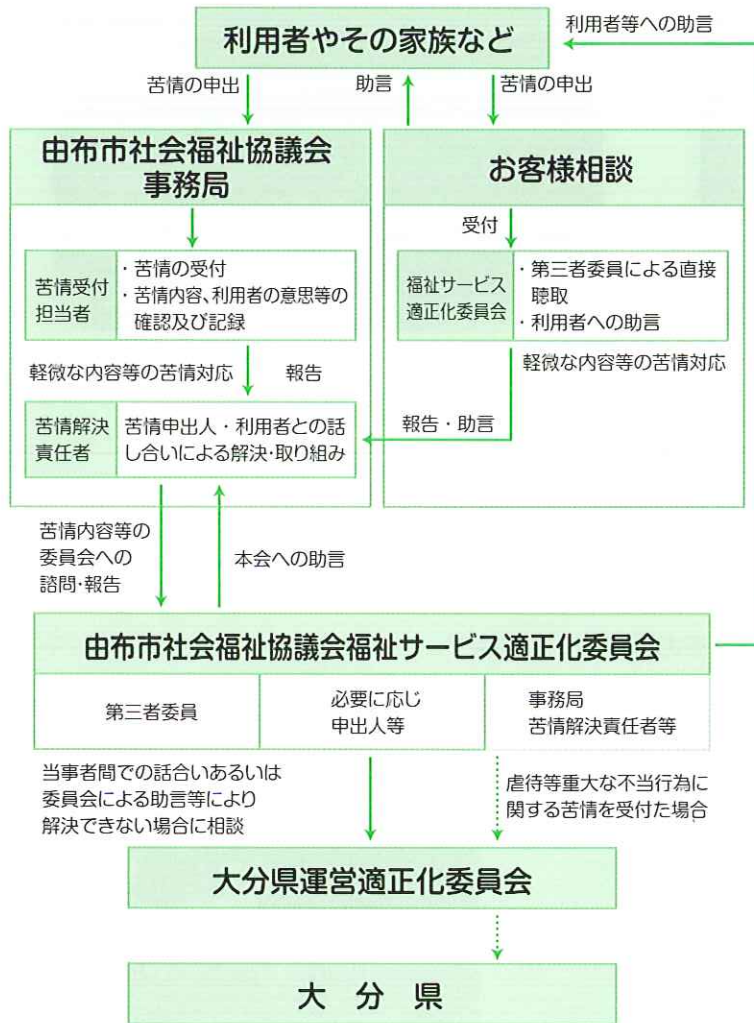 利用者やその家族など
利用者等への助言
苦情の申出
助言
苦情の申出
由布市社会福祉協議会
事務局
苦情受付
担当者
・苦情の受付
・苦情内容、利用者の意思等の
確認及び記録
軽微な内容等の苦情対応
報告
苦情解決
責任者
苦情申出人・利用者との話
し合いによる解決・取り組み
お客様相談
受付
福祉サービス
適正化委員会
・第三者委員による直接
聴取
・利用者への助言
軽微な内容等の苦情対応
報告・助言
苦情内容等の
委員会への
諮問・報告
本会への助言
由布市社会福祉協議会福祉サービス適正化委員会
第三者委員
必要に応じ
申出人等
事務局
苦情解決責任者等
当事者間での話合いあるいは
委員会による助言等により
解決できない場合に相談
虐待等重大な不当行為に
関する苦情を受付た場合
大分県運営適正化委員会
大分県